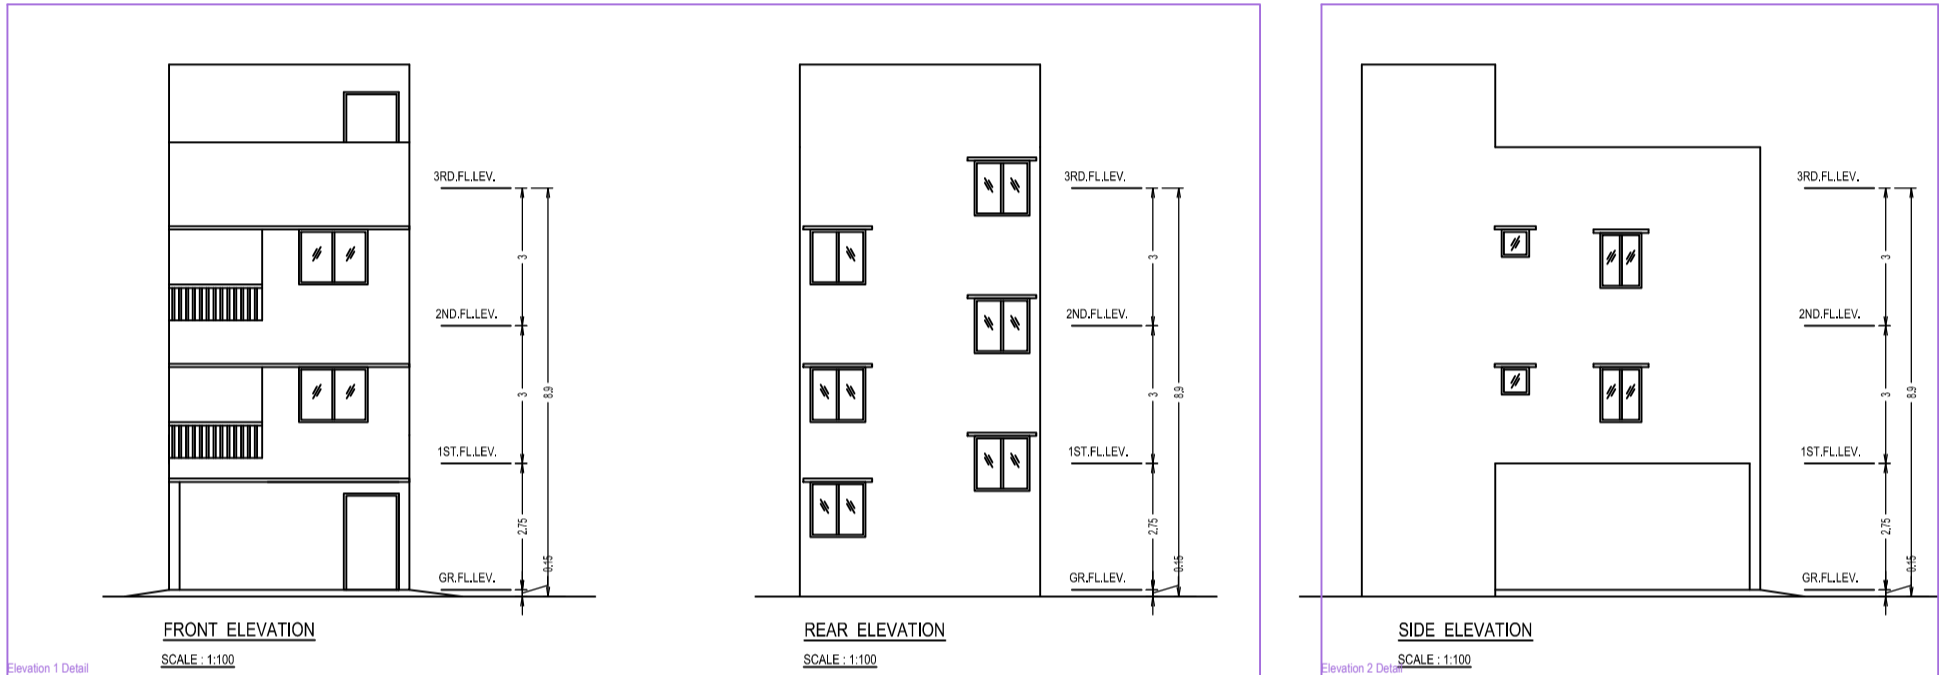 3RD.FL.LEV.
3
2ND.FL.LEV.
3
8.9
1ST.FL.LEV.
2.75
0.15
GR.FL.LEV.
FRONT ELEVATION
SCALE : 1:100
Elevation 1 Detail
3RD.FL.LEV.
3
2ND.FL.LEV.
3
8.9
1ST.FL.LEV.
2.75
0.15
GR.FL.LEV.
REAR ELEVATION
SCALE : 1:100
3RD.FL.LEV.
3
2ND.FL.LEV.
3
8.9
1ST.FL.LEV.
2.75
0.15
GR.FL.LEV.
SIDE ELEVATION
SCALE : 1:100
Elevation 2 Detail